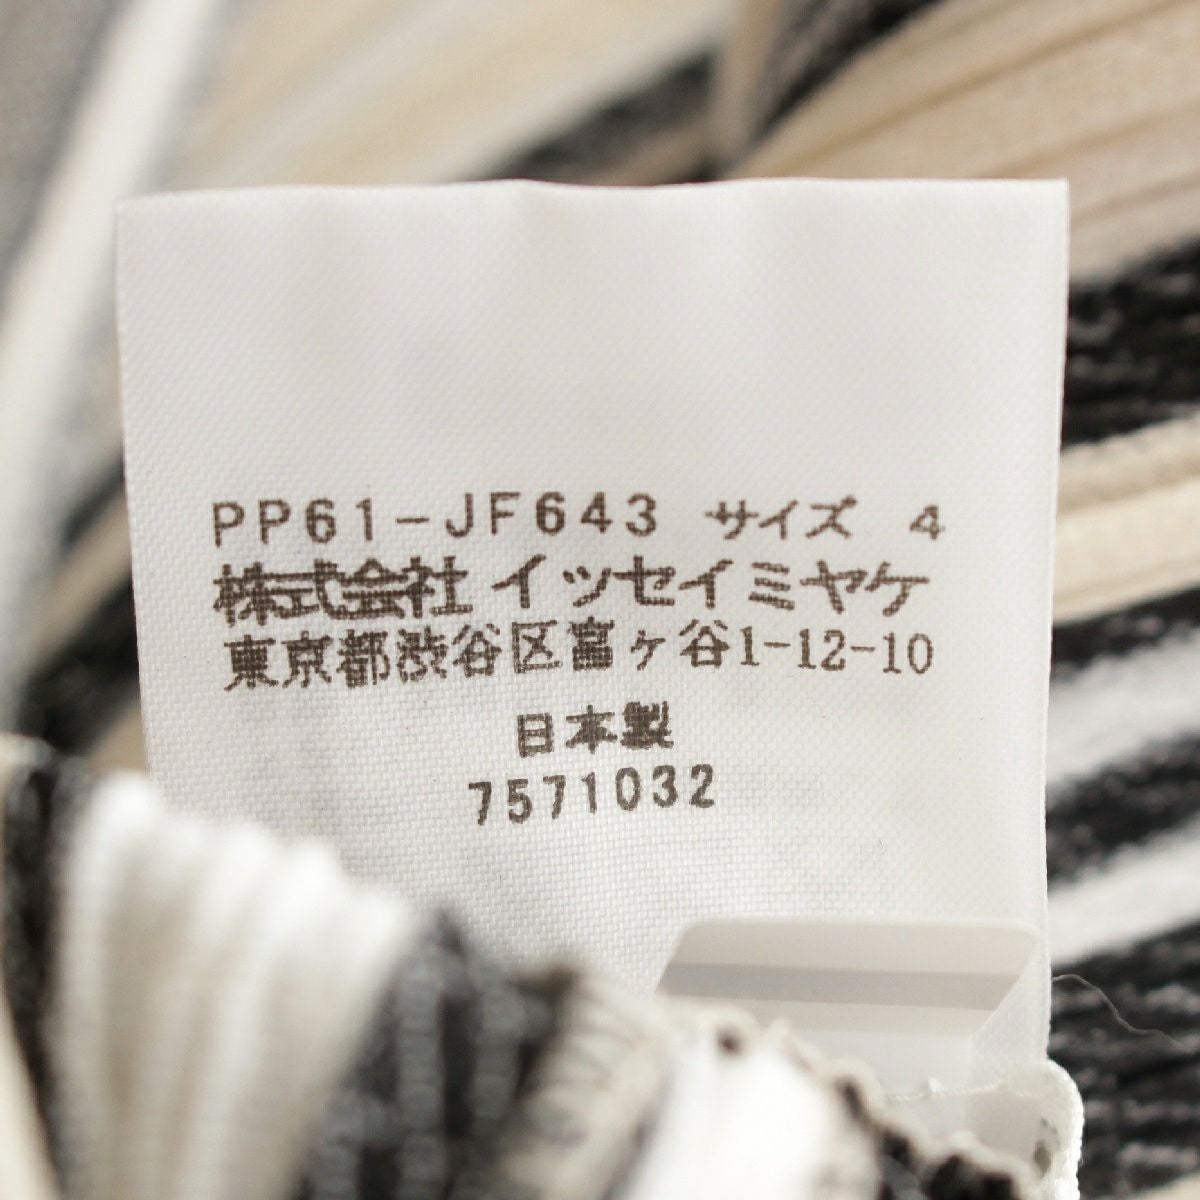 PP61-JF643 サイズ 4
株式会社 イッセイミヤケ
東京都渋谷区富ヶ谷1-12-10
日本製
7571032